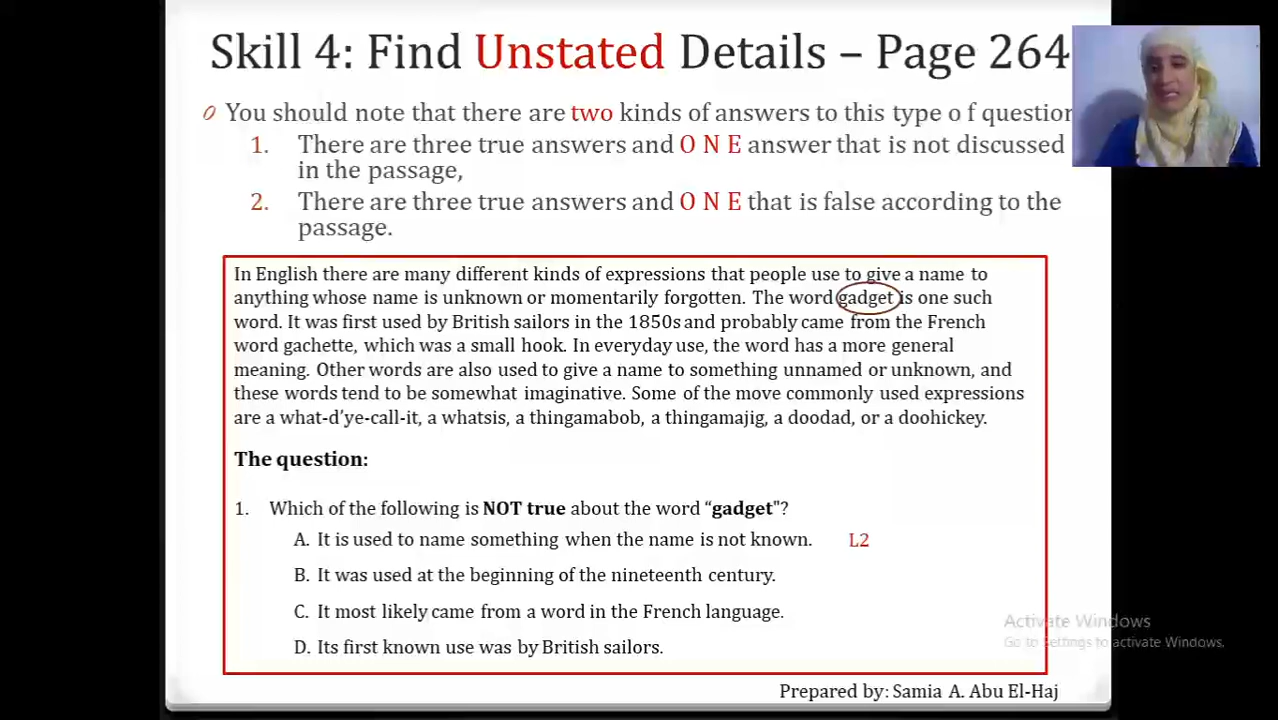 Skill 4: Find Unstated Details – Page 264
You should note that there are two kinds of answers to this type o f question
1. There are three true answers and O N E answer that is not discussed
in the passage,
2. There are three true answers and O N E that is false according to the
passage.
In English there are many different kinds of expressions that people use to give a name to
anything whose name is unknown or momentarily forgotten. The word gadget is one such
word. It was first used by British sailors in the 1850s and probably came from the French
word gachette, which was a small hook. In everyday use, the word has a more general
meaning. Other words are also used to give a name to something unnamed or unknown, and
these words tend to be somewhat imaginative. Some of the move commonly used expressions
are a what-d'ye-call-it, a whatsis, a thingamabob, a thingamajig, a doodad, or a doohickey.
The question:
1. Which of the following is NOT true about the word “gadget"?
A. It is used to name something when the name is not known. L2
B. It was used at the beginning of the nineteenth century.
C. It most likely came from a word in the French language.
D. Its first known use was by British sailors.
Activate Windows
Go to Settings to activate Windows.
Prepared by: Samia A. Abu El-Haj